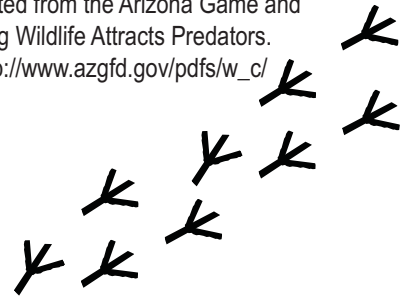 ted from the Arizona Game and
g Wildlife Attracts Predators.
://www.azgfd.gov/pdfs/w_c/